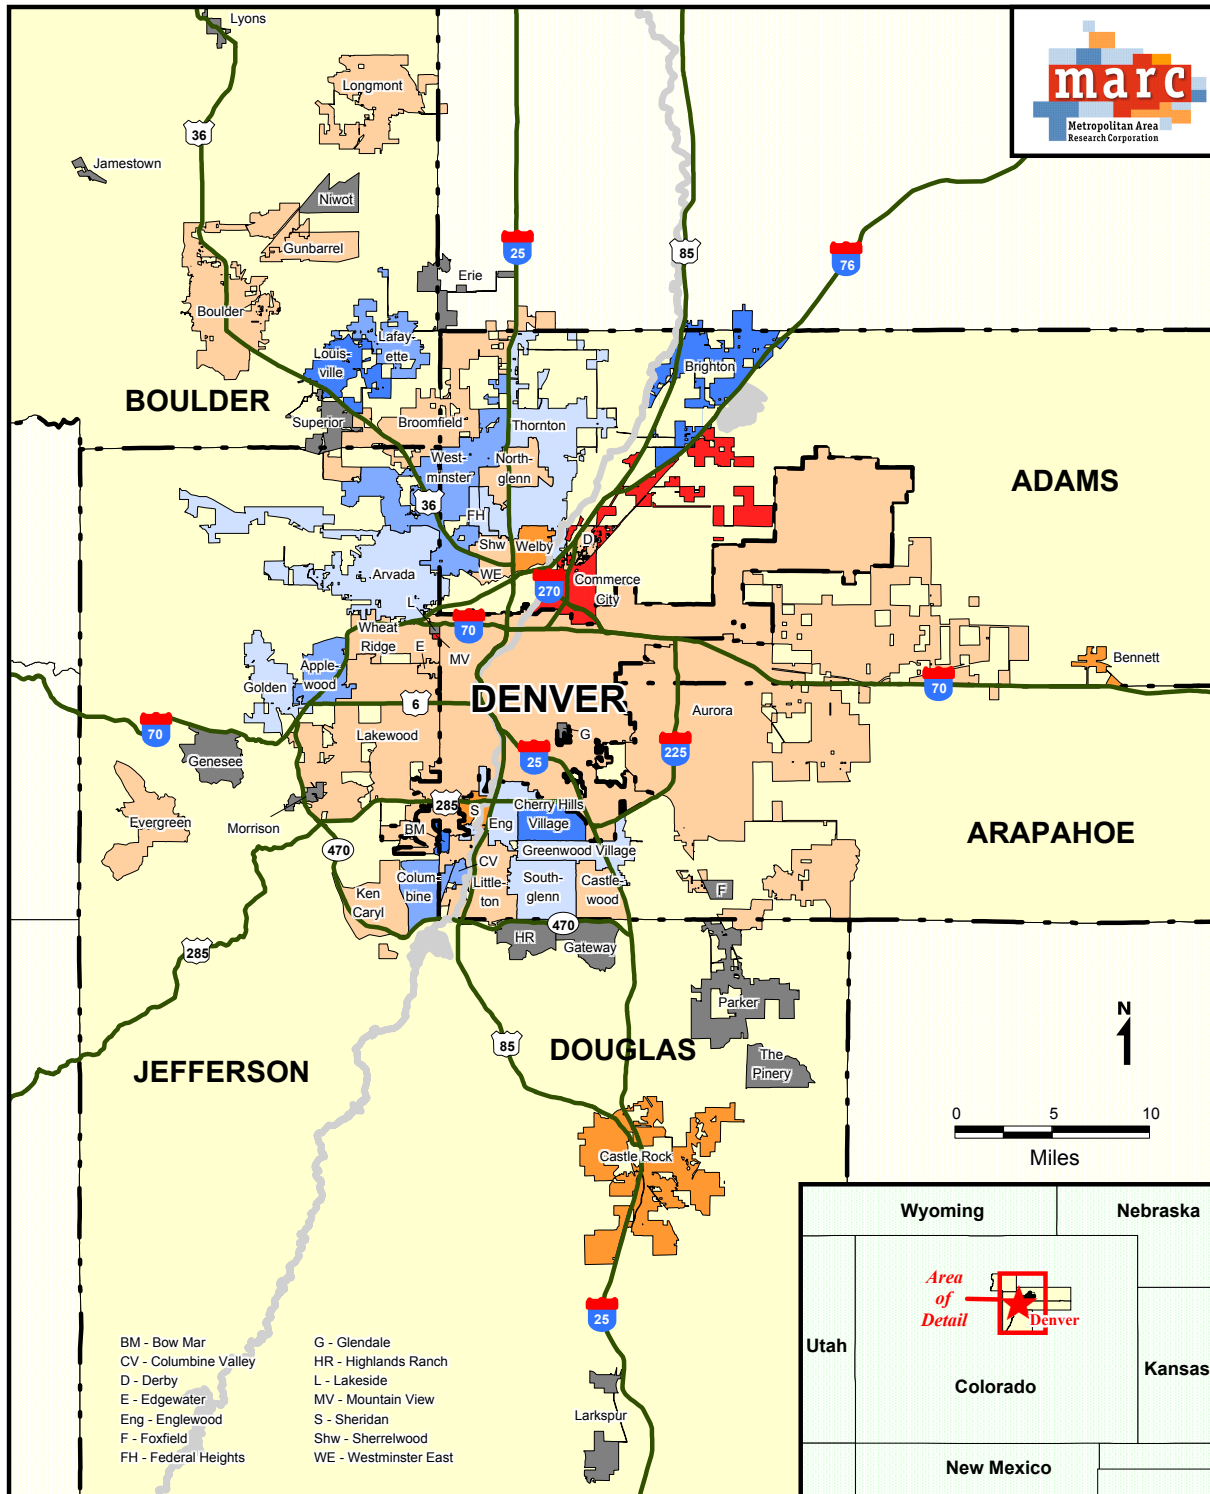 Lyons
marc
Metropolitan Area
Research Corporation
Longmont
36
Jamestown
Niwot
Gunbarrel
25
85
76
Erie
Boulder
Lafay-
ette
Louis-
ville
Brighton
BOULDER
Superior
Broomfield
Thornton
West-
minster
North-
glenn
ADAMS
36
FH
Shw
Welby
D
WE
Arvada
270
Commerce
City
L
70
Wheat
Ridge
E
MV
Apple-
wood
Bennett
Golden
70
DENVER
6
Aurora
Lakewood
G
70
225
25
Genesee
285
S
Cherry Hills
Village
Evergreen
Morrison
BM
Eng
ARAPAHOE
470
Greenwood Village
CV
Colum-
bine
Little-
ton
South-
glenn
Castle-
wood
Ken
Caryl
F
470
HR
Gateway
285
Parker
N
85
DOUGLAS
The
Pinery
JEFFERSON
0 5 10
Miles
Castle Rock
Wyoming
Nebraska
Area
of
Detail
Denver
25
Utah
Kansas
Colorado
New Mexico
Larkspur
BM - Bow Mar
CV - Columbine Valley
D - Derby
E - Edgewater
Eng - Englewood
F - Foxfield
FH - Federal Heights
G - Glendale
HR - Highlands Ranch
L - Lakeside
MV - Mountain View
S - Sheridan
Shw - Sherrelwood
WE - Westminster East